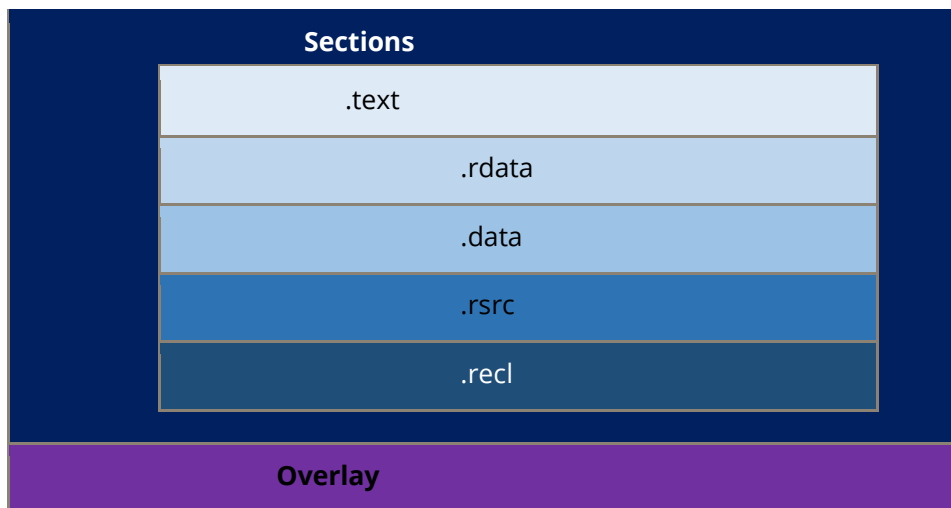 Sections
.text
.rdata
.data
.rsrc
.recl
Overlay